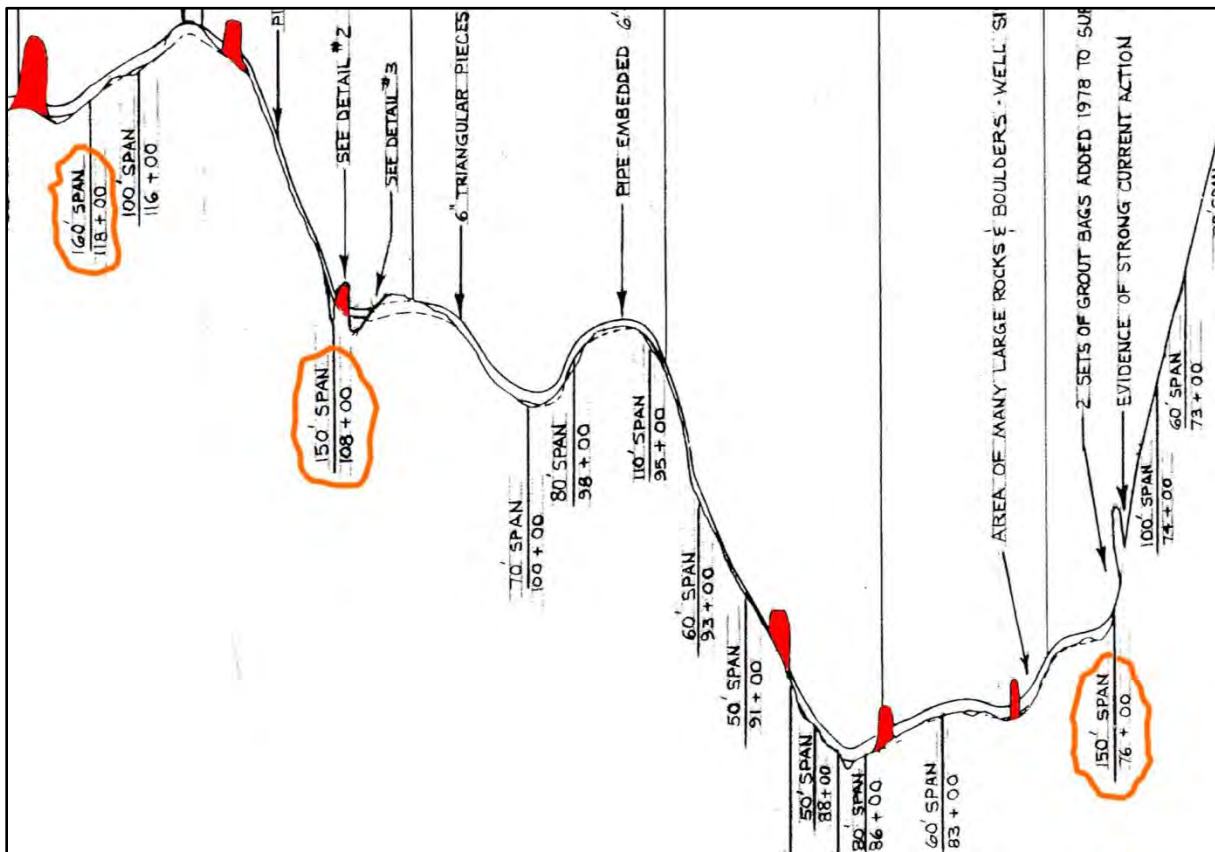 160' SPAN
118+00
100' SPAN
116+00
PI
SEE DETAIL #2
SEE DETAIL #3
150' SPAN
108+00
6" TRIANGULAR PIECES
70' SPAN
100+00
80' SPAN
98+00
PIPE EMBEDDED 6'
110' SPAN
95+00
60' SPAN
93+00
50' SPAN
91+00
50' SPAN
88+00
80' SPAN
86+00
60' SPAN
83+00
AREA OF MANY LARGE ROCKS & BOULDERS - WELL
2 SETS OF GROUT BAGS ADDED 1978 TO
EVIDENCE OF STRONG CURRENT ACTION
150' SPAN
76+00
100' SPAN
74+00
60' SPAN
73+00